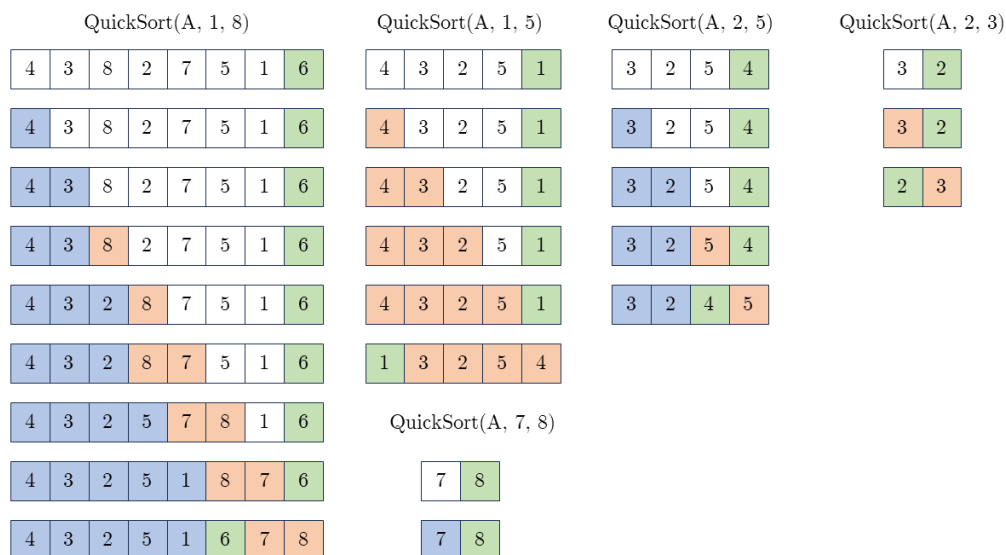 QuickSort(A, 1, 8)
4 3 8 2 7 5 1 6
4 3 8 2 7 5 1 6
4 3 8 2 7 5 1 6
4 3 8 2 7 5 1 6
4 3 2 8 7 5 1 6
4 3 2 8 7 5 1 6
4 3 2 5 7 8 1 6
4 3 2 5 1 8 7 6
4 3 2 5 1 6 7 8
QuickSort(A, 1, 5)
4 3 2 5 1
4 3 2 5 1
4 3 2 5 1
4 3 2 5 1
4 3 2 5 1
1 3 2 5 4
QuickSort(A, 7, 8)
7 8
7 8
QuickSort(A, 2, 5)
3 2 5 4
3 2 5 4
3 2 5 4
3 2 5 4
3 2 4 5
QuickSort(A, 2, 3)
3 2
3 2
2 3